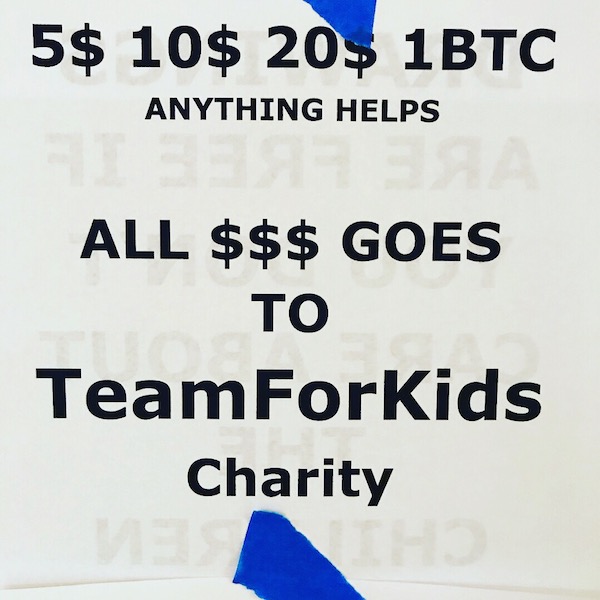 5$ 10$ 20$ 1BTC
ANYTHING HELPS
ALL $$$ GOES
TO
TeamForKids
Charity